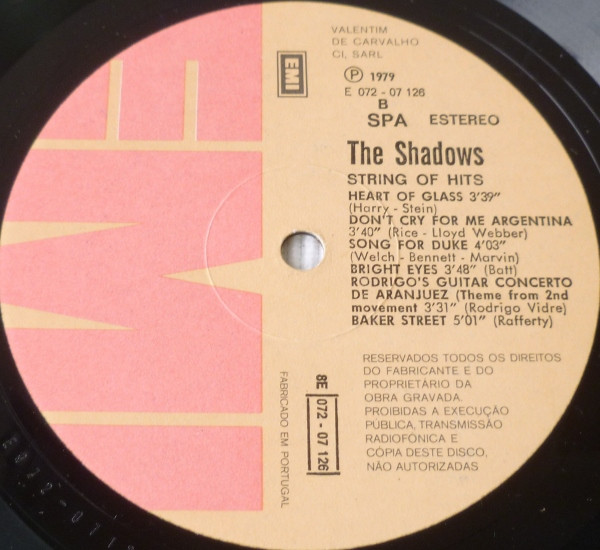 VALENTIM
DE CARVALHO
CI, SARL
EMI
Ⓟ 1979
E 072 - 07 126
B
SPA ESTEREO
The Shadows
STRING OF HITS
HEART OF GLASS 3'39"
(Harry - Stein)
DON'T CRY FOR ME ARGENTINA
3'40" (Rice - Lloyd Webber)
SONG FOR DUKE 4'03"
(Welch - Bennett - Marvin)
BRIGHT EYES 3'48" (Batt)
RODRIGO'S GUITAR CONCERTO
DE ARANJUEZ (Theme from 2nd
movement 3'31" (Rodrigo Vidre)
BAKER STREET 5'01" (Rafferty)
RESERVADOS TODOS OS DIREITOS
DO FABRICANTE E DO
PROPRIETÁRIO DA
OBRA GRAVADA.
PROIBIDAS A EXECUÇÃO
PÚBLICA, TRANSMISSÃO
RADIOFÓNICA E
CÓPIA DESTE DISCO,
NÃO AUTORIZADAS
8E 072 - 07 126
FABRICADO EM PORTUGAL
EMI